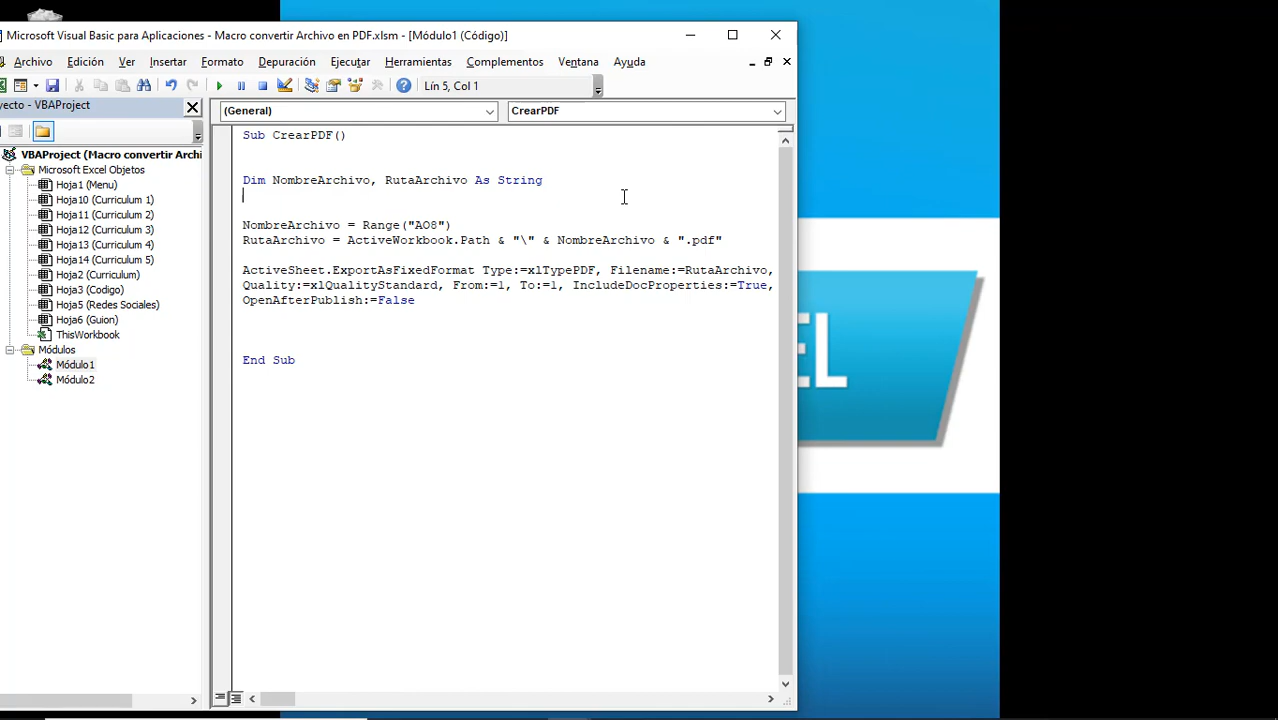 Microsoft Visual Basic para Aplicaciones - Macro convertir Archivo en PDF.xlsm - [Módulo1 (Código)]
Archivo Edición Ver Insertar Formato Depuración Ejecutar Herramientas Complementos Ventana Ayuda
Lín 5, Col 1
yecto - VBAProject
(General) CrearPDF
VBAProject (Macro convertir Archi
Microsoft Excel Objetos
Hoja1 (Menu)
Hoja10 (Curriculum 1)
Hoja11 (Curriculum 2)
Hoja12 (Curriculum 3)
Hoja13 (Curriculum 4)
Hoja14 (Curriculum 5)
Hoja2 (Curriculum)
Hoja3 (Codigo)
Hoja5 (Redes Sociales)
Hoja6 (Guion)
ThisWorkbook
Módulos
Módulo1
Módulo2
Sub CrearPDF()
Dim NombreArchivo, RutaArchivo As String
NombreArchivo = Range("AO8")
RutaArchivo = ActiveWorkbook.Path & "\" & NombreArchivo & ".pdf"
ActiveSheet.ExportAsFixedFormat Type:=xlTypePDF, Filename:=RutaArchivo,
Quality:=xlQualityStandard, From:=1, To:=1, IncludeDocProperties:=True,
OpenAfterPublish:=False
End Sub
EL